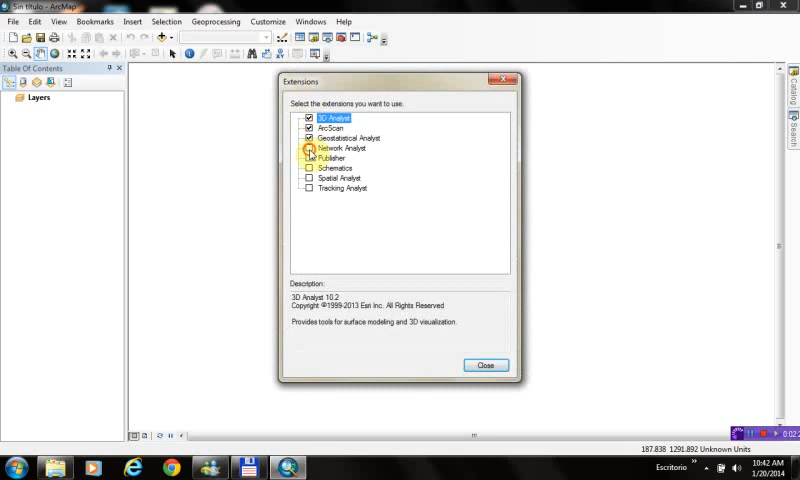 Sin título - ArcMap
File Edit View Bookmarks Insert Selection Geoprocessing Customize Windows Help
Table Of Contents
Layers
Extensions
Select the extensions you want to use.
3D Analyst
ArcScan
Geostatistical Analyst
Network Analyst
Publisher
Schematics
Spatial Analyst
Tracking Analyst
Description:
3D Analyst 10.2
Copyright ©1999-2013 Esri Inc. All Rights Reserved
Provides tools for surface modeling and 3D visualization.
Close
Catalog
Search
0:02:2
187.838 1291.892 Unknown Units
Escritorio
10:42 AM
1/20/2014